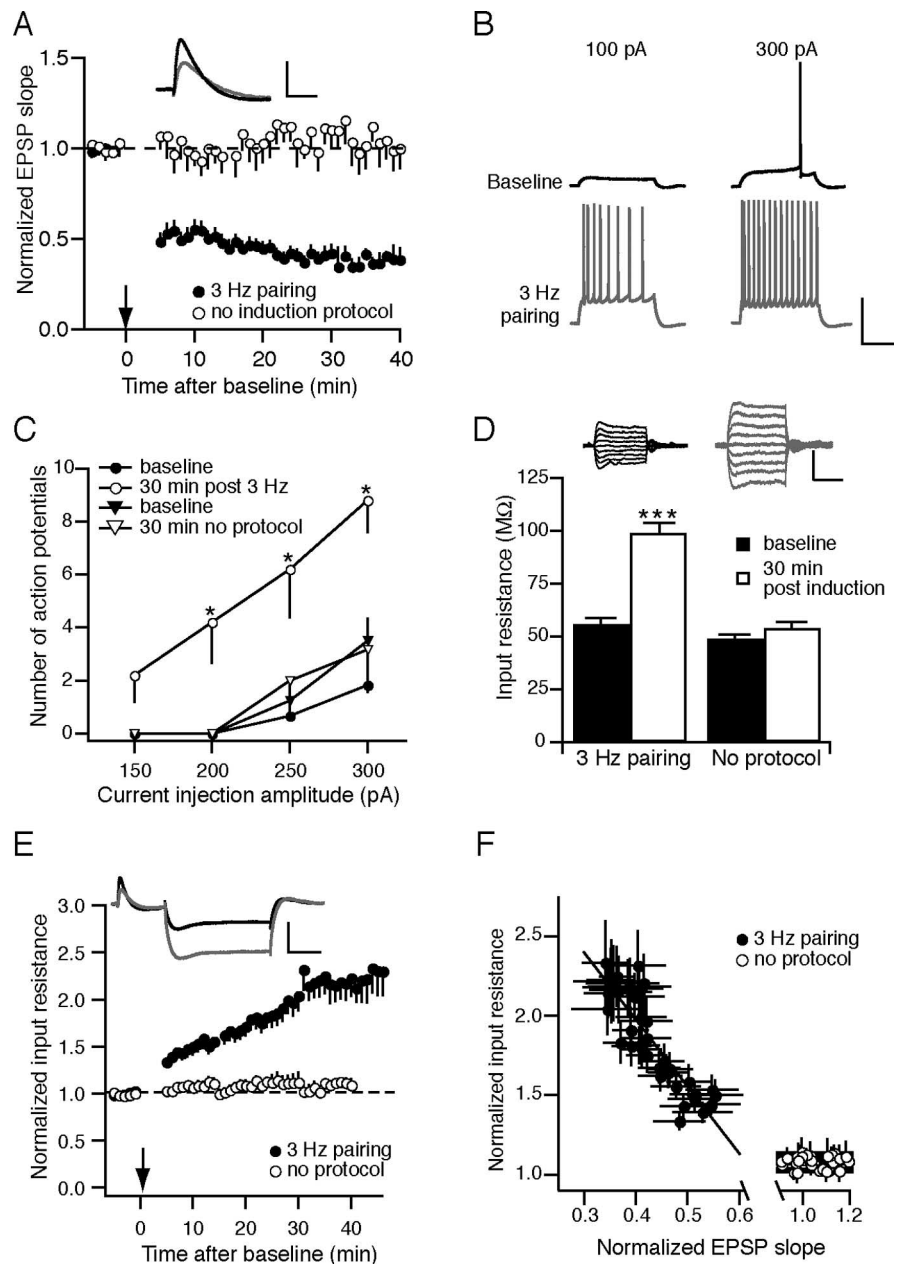 A
Normalized EPSP slope
1.5
1.0
0.5
0.0
3 Hz pairing
no induction protocol
0 10 20 30 40
Time after baseline (min)
B
100 pA 300 pA
Baseline
3 Hz
pairing
C
Number of action potentials
10
8
6
4
2
0
baseline
30 min post 3 Hz
baseline
30 min no protocol
* * *
150 200 250 300
Current injection amplitude (pA)
D
Input resistance (MΩ)
125
100
75
50
25
0
***
baseline
30 min
post induction
3 Hz pairing No protocol
E
Normalized input resistance
3.0
2.5
2.0
1.5
1.0
0.5
0.0
3 Hz pairing
no protocol
0 10 20 30 40
Time after baseline (min)
F
Normalized input resistance
2.5
2.0
1.5
1.0
3 Hz pairing
no protocol
0.3 0.4 0.5 0.6 1.0 1.2
Normalized EPSP slope